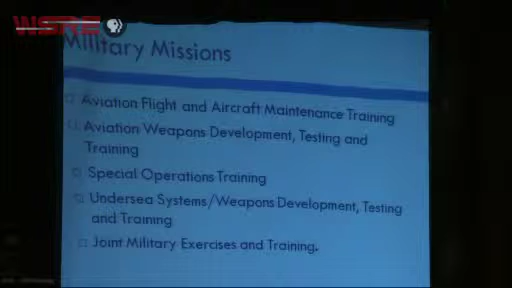 WSRE
Military Missions
Aviation Flight and Aircraft Maintenance Training
Aviation Weapons Development, Testing and
Training
Special Operations Training
Undersea Systems/Weapons Development, Testing
and Training
Joint Military Exercises and Training.